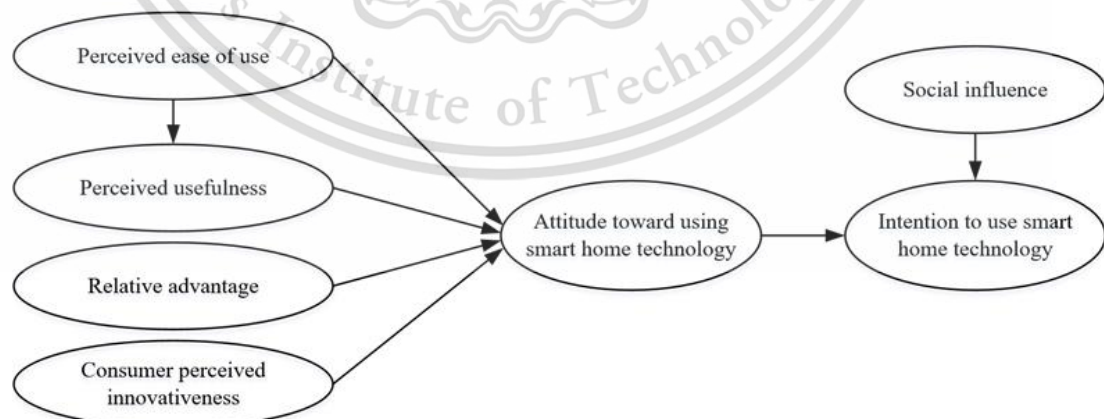 s Institute of Technolo
Perceived ease of use
Social influence
Perceived usefulness
Attitude toward using
smart home technology
Intention to use smart
home technology
Relative advantage
Consumer perceived
innovativeness